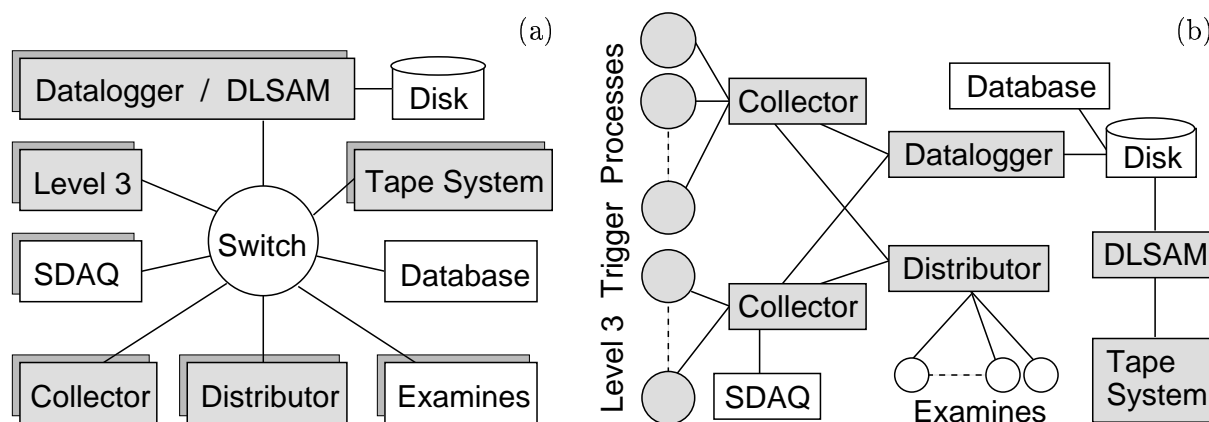 (a)
Datalogger / DLSAM
Disk
Level 3
Tape System
Switch
SDAQ
Database
Collector
Distributor
Examines
(b)
Level 3 Trigger Processes
Collector
Database
Datalogger
Disk
Distributor
DLSAM
Collector
SDAQ
Examines
Tape
System